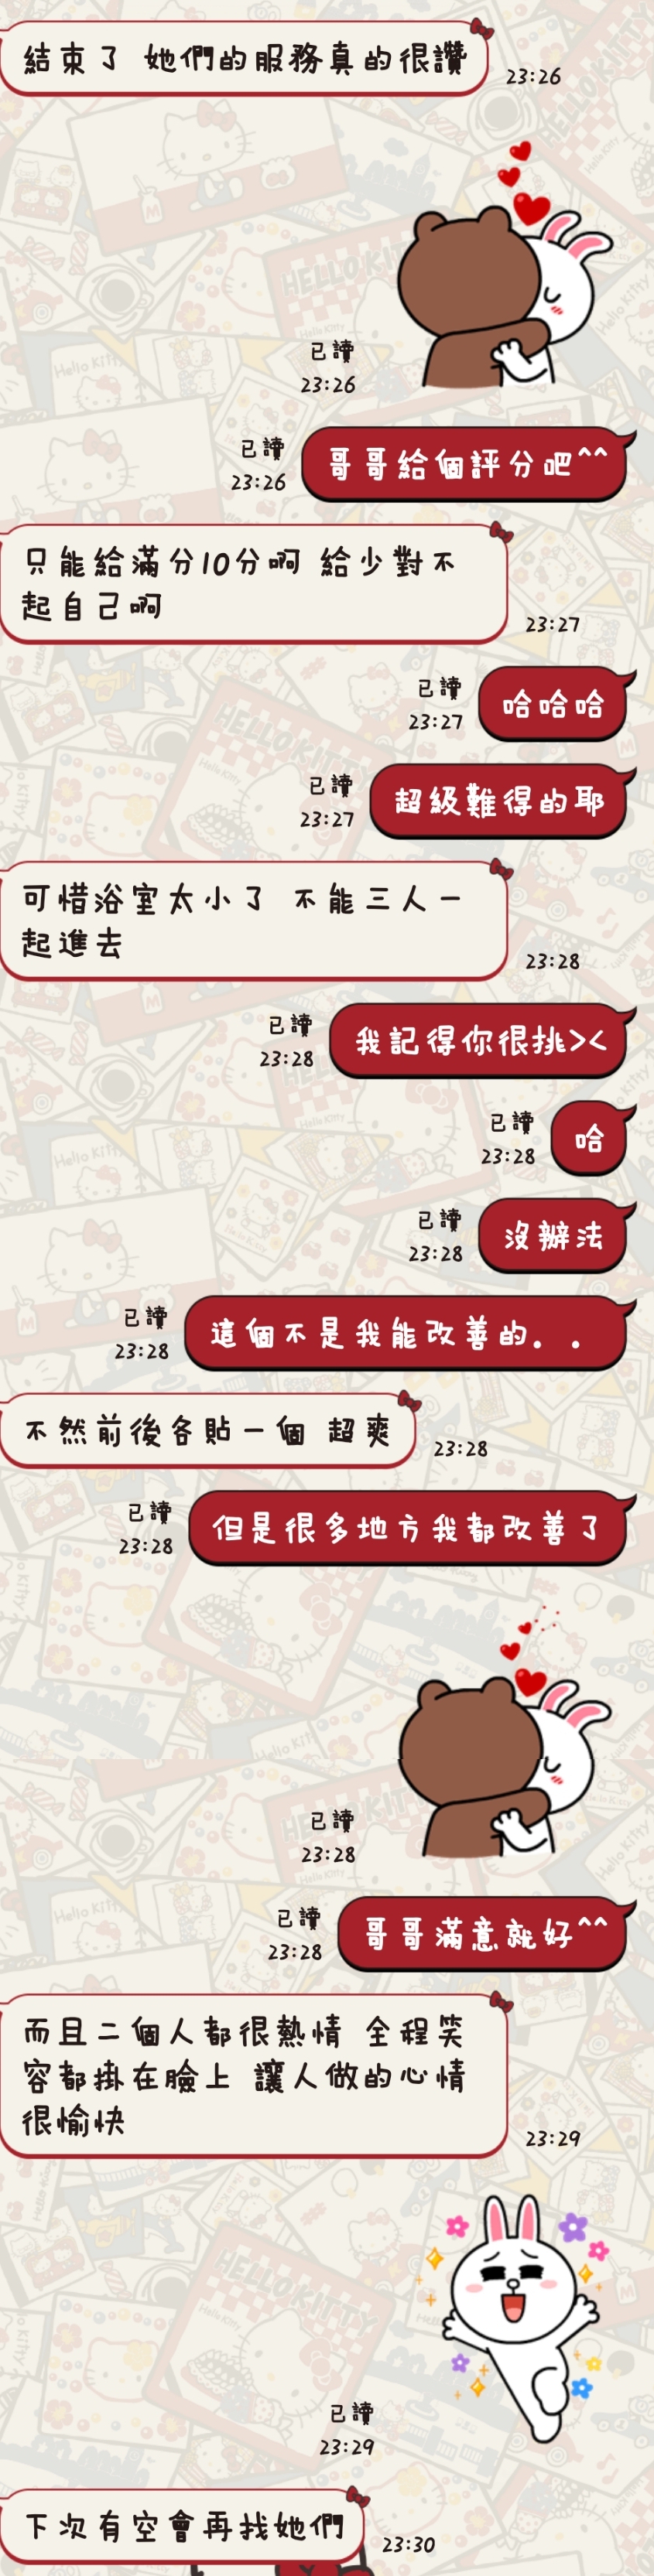 結束了 她們的服務真的很讚
23:26
已讀
23:26
已讀
23:26
哥哥給個評分吧^^
只能給滿分10分啊 給少對不
起自己啊
23:27
已讀
23:27
哈哈哈
已讀
23:27
超級難得的耶
可惜浴室太小了 不能三人一
起進去
23:28
已讀
23:28
我記得你很挑><
已讀
23:28
哈
已讀
23:28
沒辦法
已讀
23:28
這個不是我能改善的. .
不然前後各貼一個 超爽
23:28
已讀
23:28
但是很多地方我都改善了
已讀
23:28
已讀
23:28
哥哥滿意就好^^
而且二個人都很熱情 全程笑
容都掛在臉上 讓人做的心情
很愉快
23:29
已讀
23:29
下次有空會再找她們
23:30
HELLO KITTY
Hello Kitty